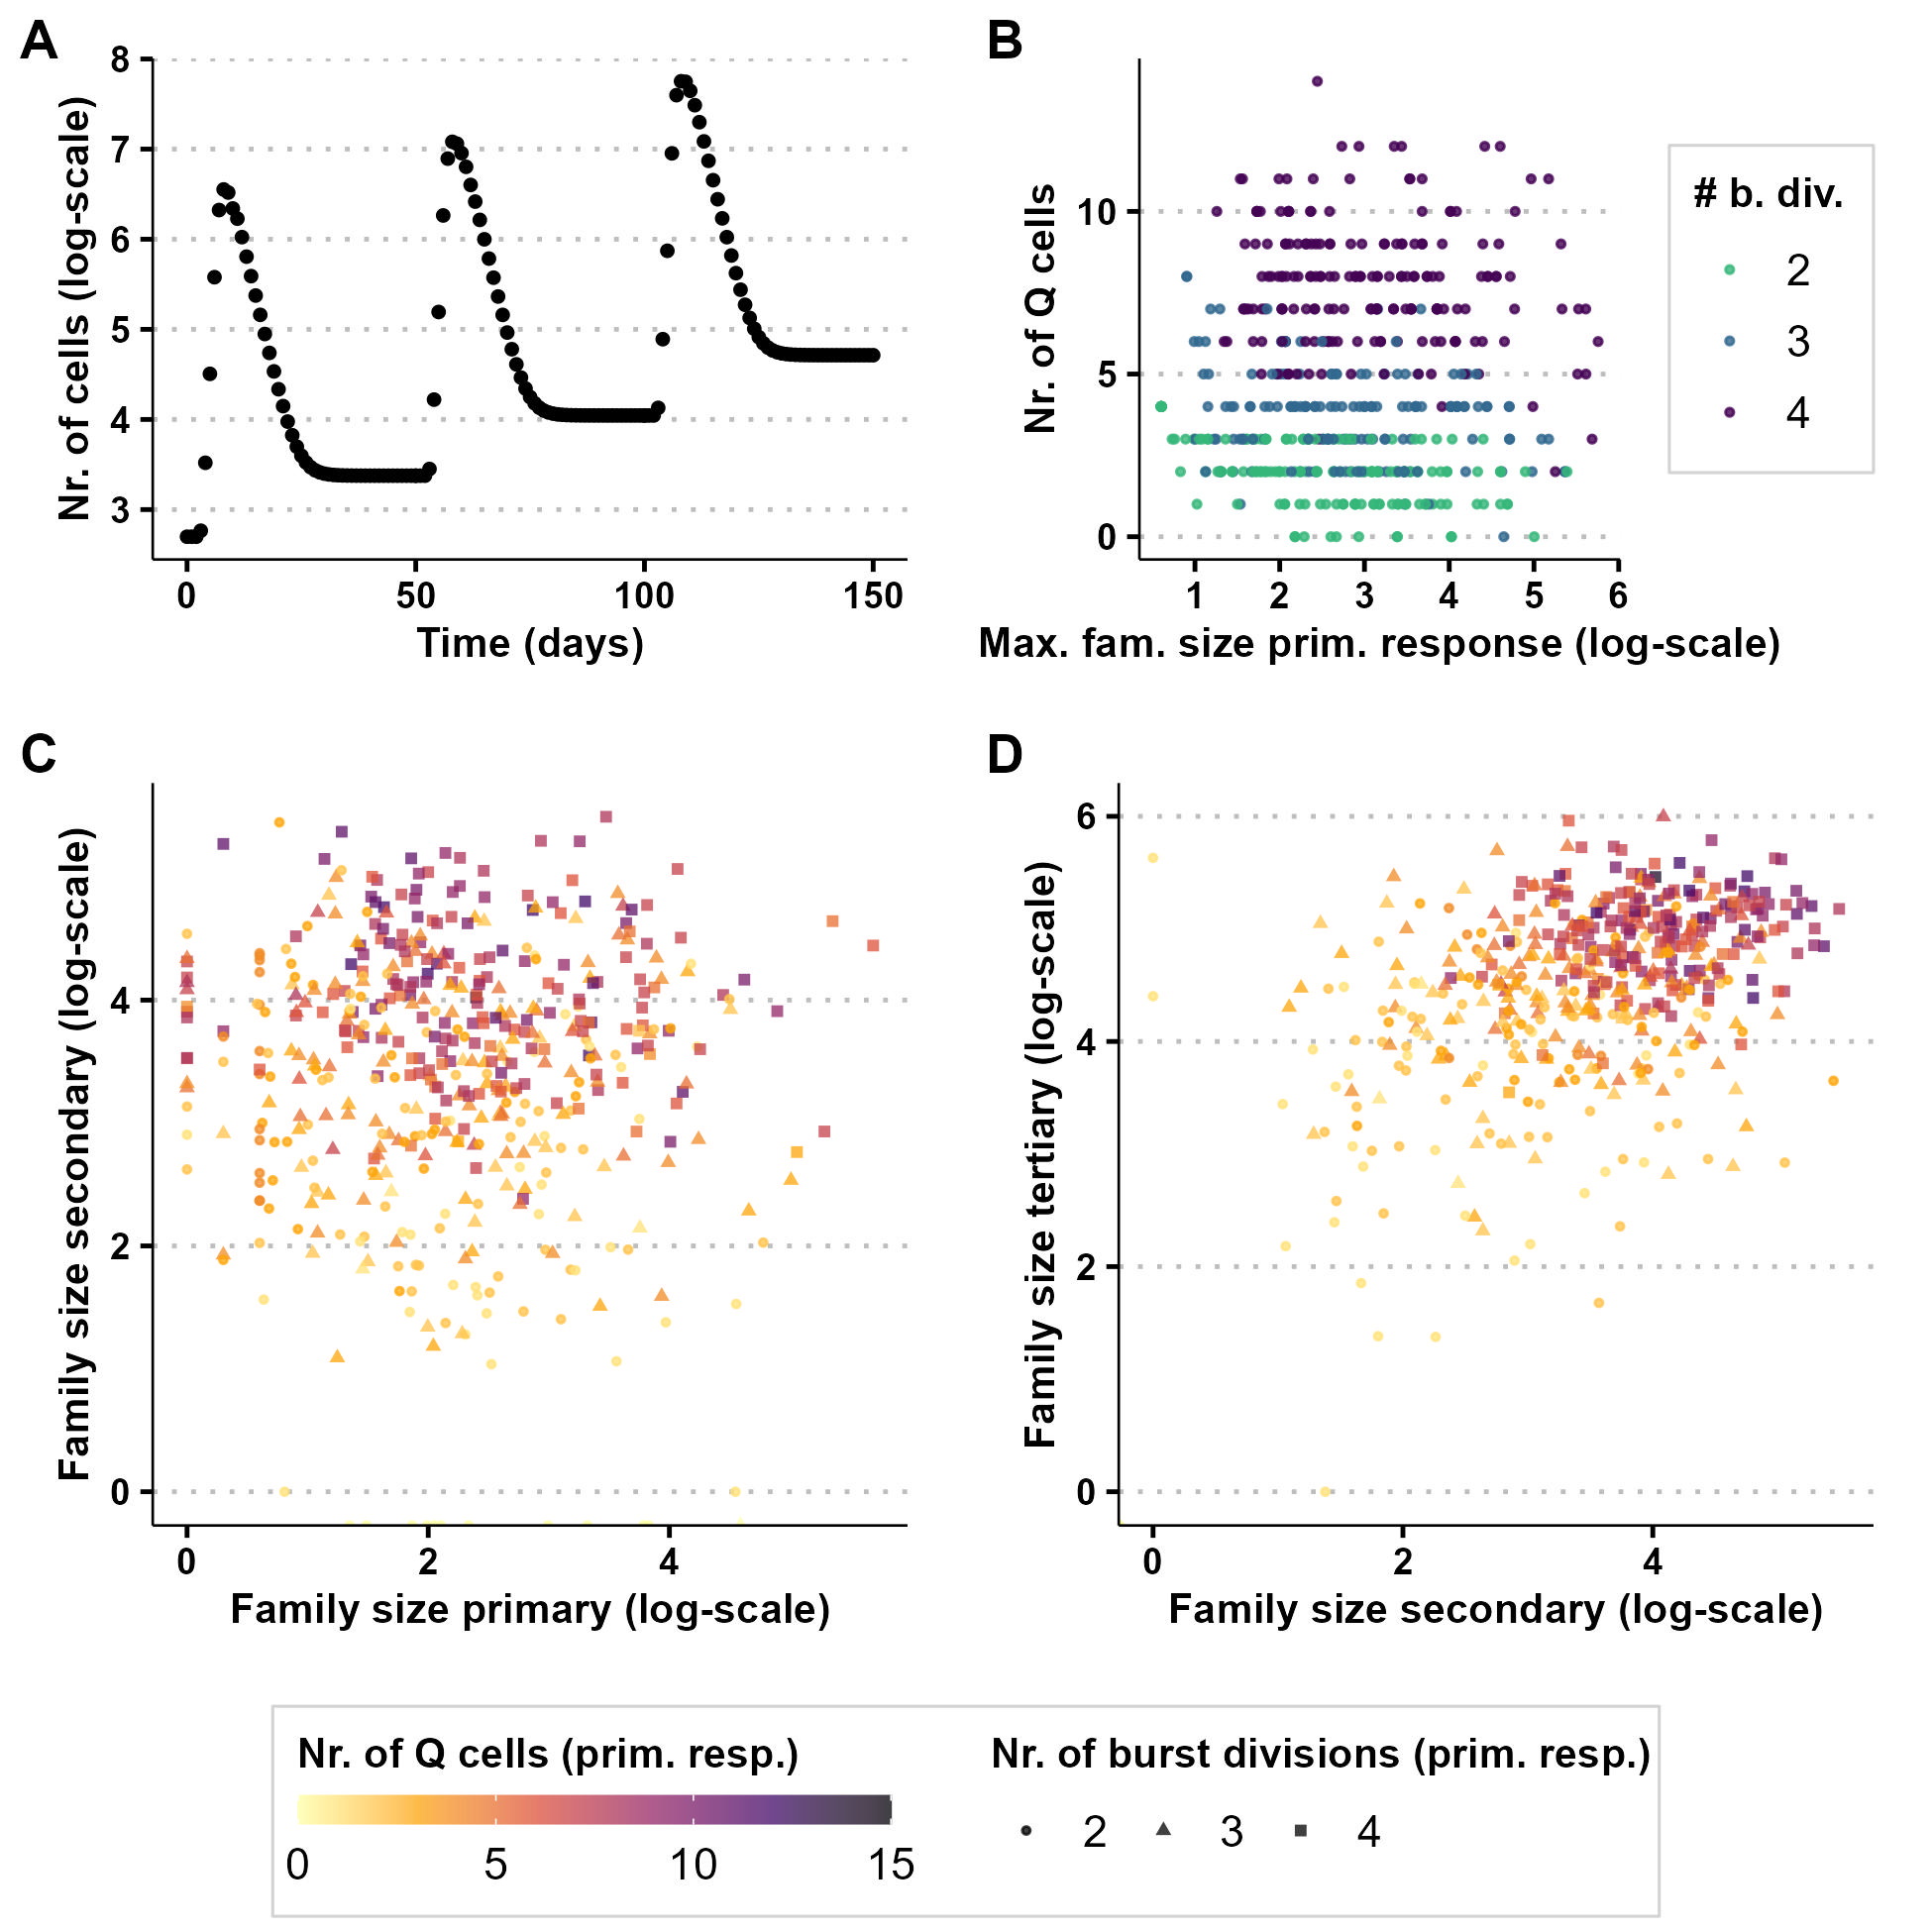 A
Nr. of cells (log-scale)
8
7
6
5
4
3
0 50 100 150
Time (days)
B
Nr. of Q cells
10
5
0
1 2 3 4 5 6
Max. fam. size prim. response (log-scale)
# b. div.
2
3
4
C
Family size secondary (log-scale)
4
2
0
0 2 4
Family size primary (log-scale)
D
Family size tertiary (log-scale)
6
4
2
0
0 2 4
Family size secondary (log-scale)
Nr. of Q cells (prim. resp.)
0 5 10 15
Nr. of burst divisions (prim. resp.)
2 3 4